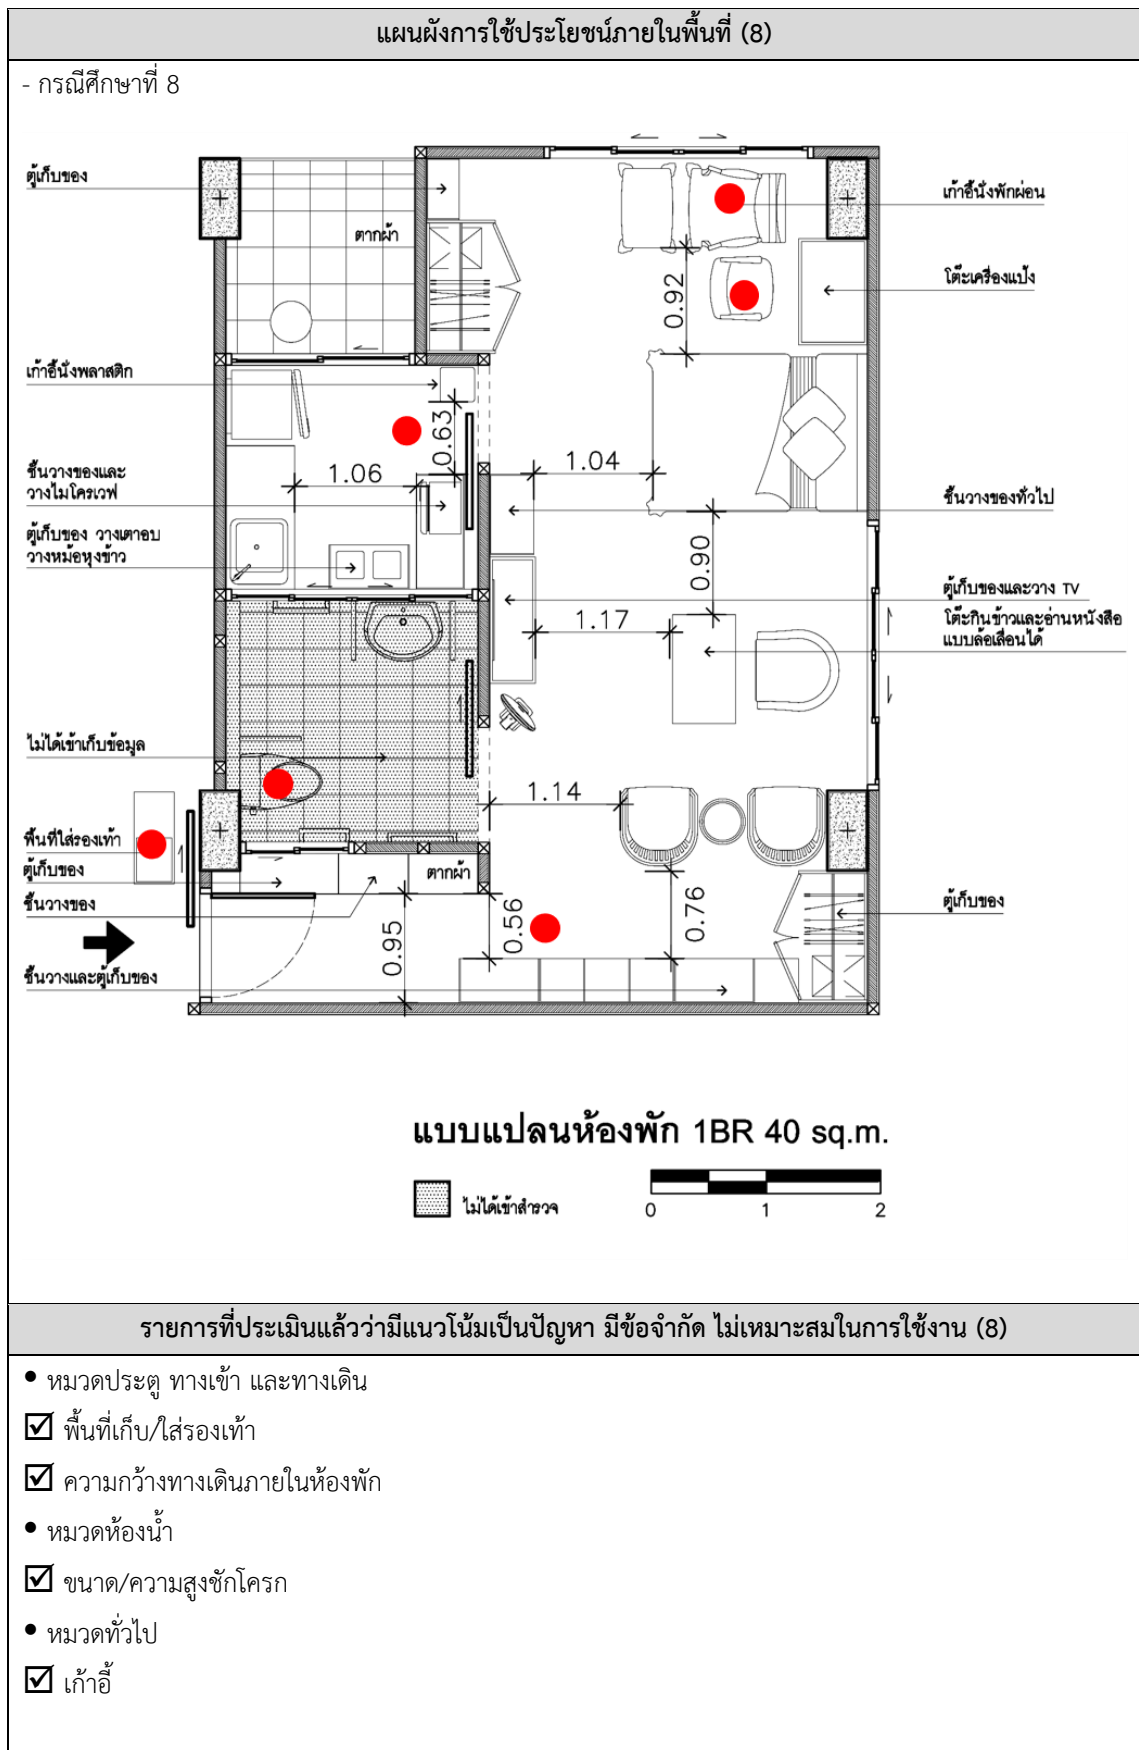 แผนผังการใช้ประโยชน์ภายในพื้นที่ (8)
- กรณีศึกษาที่ 8
ตู้เก็บของ
ตากผ้า
เก้าอี้นั่งพักผ่อน
0.92
โต๊ะเครื่องแป้ง
เก้าอี้นั่งพลาสติก
0.63
1.06
1.04
ชั้นวางของและ
วางไมโครเวฟ
ชั้นวางของทั่วไป
ตู้เก็บของ วางเตาอบ
วางหม้อหุงข้าว
0.90
ตู้เก็บของและวาง TV
1.17
โต๊ะกินข้าวและอ่านหนังสือ
แบบล้อเลื่อนได้
ไม่ได้เข้าเก็บข้อมูล
1.14
พื้นที่ใส่รองเท้า
ตู้เก็บของ
ตากผ้า
ชั้นวางของ
0.95
0.56
0.76
ตู้เก็บของ
ชั้นวางและตู้เก็บของ
แบบแปลนห้องพัก 1BR 40 sq.m.
ไม่ได้เข้าสำรวจ
0 1 2
รายการที่ประเมินแล้วว่ามีแนวโน้มเป็นปัญหา มีข้อจำกัด ไม่เหมาะสมในการใช้งาน (8)
• หมวดประตู ทางเข้า และทางเดิน
☑ พื้นที่เก็บ/ใส่รองเท้า
☑ ความกว้างทางเดินภายในห้องพัก
• หมวดห้องน้ำ
☑ ขนาด/ความสูงชักโครก
• หมวดทั่วไป
☑ เก้าอี้